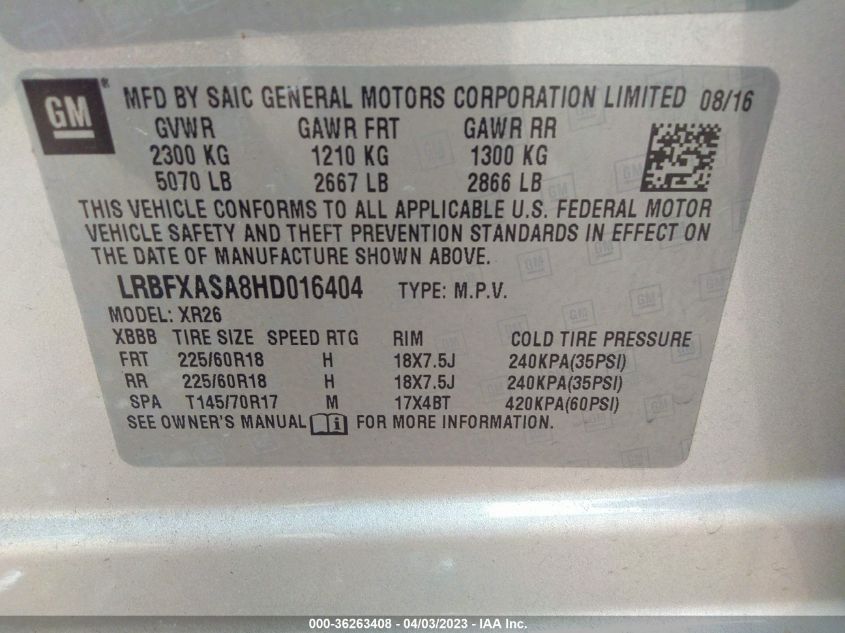 GM
MFD BY SAIC GENERAL MOTORS CORPORATION LIMITED 08/16
GVWR GAWR FRT GAWR RR
2300 KG 1210 KG 1300 KG
5070 LB 2667 LB 2866 LB
THIS VEHICLE CONFORMS TO ALL APPLICABLE U.S. FEDERAL MOTOR
VEHICLE SAFETY AND THEFT PREVENTION STANDARDS IN EFFECT ON
THE DATE OF MANUFACTURE SHOWN ABOVE.
LRBFXASA8HD016404 TYPE: M.P.V.
MODEL: XR26
XBBB TIRE SIZE SPEED RTG RIM COLD TIRE PRESSURE
FRT 225/60R18 H 18X7.5J 240KPA(35PSI)
RR 225/60R18 H 18X7.5J 240KPA(35PSI)
SPA T145/70R17 M 17X4BT 420KPA(60PSI)
SEE OWNER'S MANUAL i FOR MORE INFORMATION.
000-36263408 - 04/03/2023 - IAA Inc.